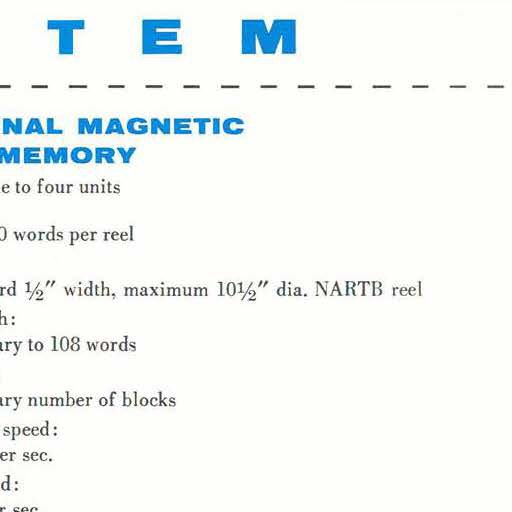 T E M
NAL MAGNETIC
MEMORY
e to four units
0 words per reel
rd ½″ width, maximum 10½″ dia. NARTB reel
h:
ary to 108 words
:
ary number of blocks
speed:
er sec.
d:
r sec.